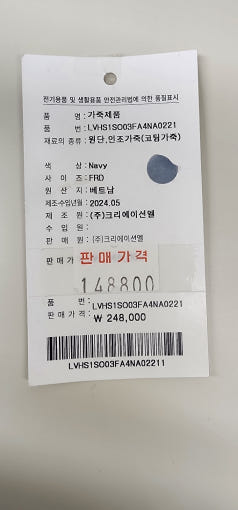 전기용품 및 생활용품 안전관리법에 의한 품질표시
품 명 : 가죽제품
품 번 : LVHS1SO03FA4NA0221
재료의 종류 : 원단,인조가죽(코팅가죽)
색 상 : Navy
사 이 즈 : FRD
원 산 지 : 베트남
제조수입년월 : 2024.05
제 조 원 : (주)크리에이션엘
수 입 원 :
판 매 원 : (주)크리에이션엘
판매가 판매가격
148800
품 번 : LVHS1SO03FA4NA0221
판매가격 : ₩ 248,000
LVHS1SO03FA4NA02211